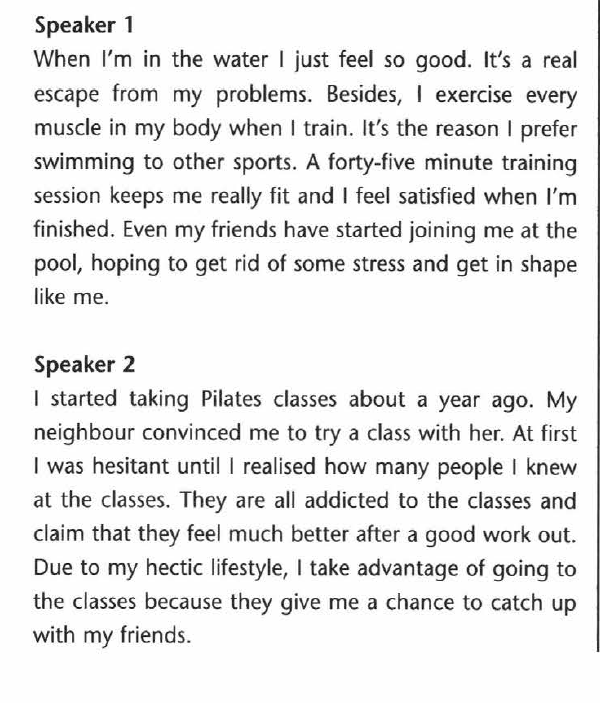 Speaker 1
When I'm in the water I just feel so good. It's a real
escape from my problems. Besides, I exercise every
muscle in my body when I train. It's the reason I prefer
swimming to other sports. A forty-five minute training
session keeps me really fit and I feel satisfied when I'm
finished. Even my friends have started joining me at the
pool, hoping to get rid of some stress and get in shape
like me.
Speaker 2
I started taking Pilates classes about a year ago. My
neighbour convinced me to try a class with her. At first
I was hesitant until I realised how many people I knew
at the classes. They are all addicted to the classes and
claim that they feel much better after a good work out.
Due to my hectic lifestyle, I take advantage of going to
the classes because they give me a chance to catch up
with my friends.